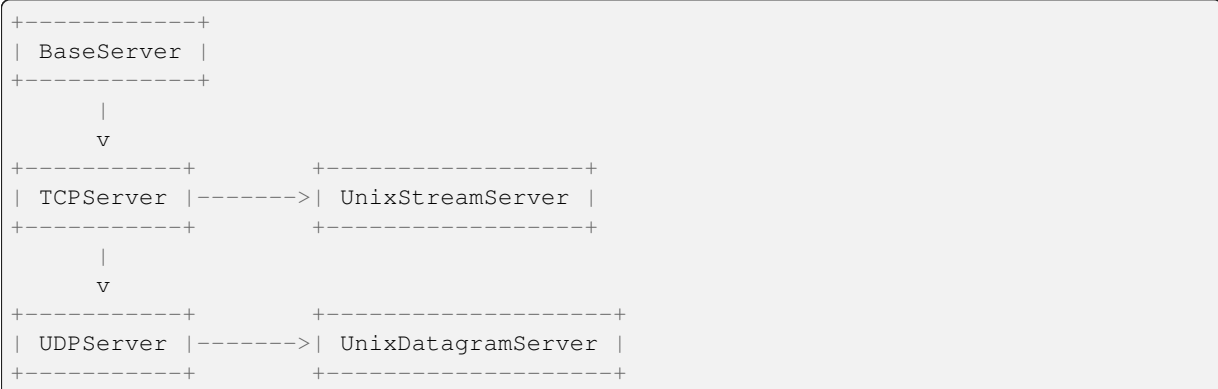 +------------+
| BaseServer |
+------------+
      |
      v
+-----------+        +------------------+
| TCPServer |------->| UnixStreamServer |
+-----------+        +------------------+
      |
      v
+-----------+        +--------------------+
| UDPServer |------->| UnixDatagramServer |
+-----------+        +--------------------+